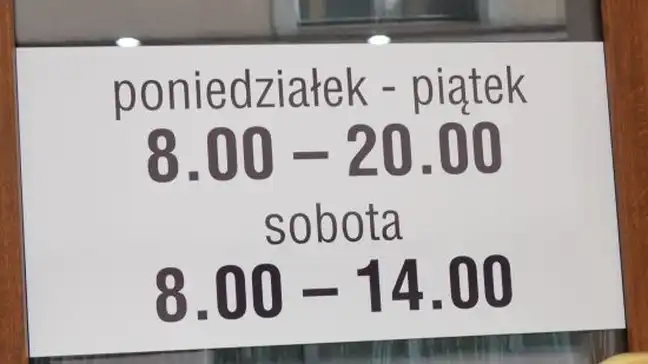 poniedziałek - piątek
8.00 – 20.00
sobota
8.00 – 14.00